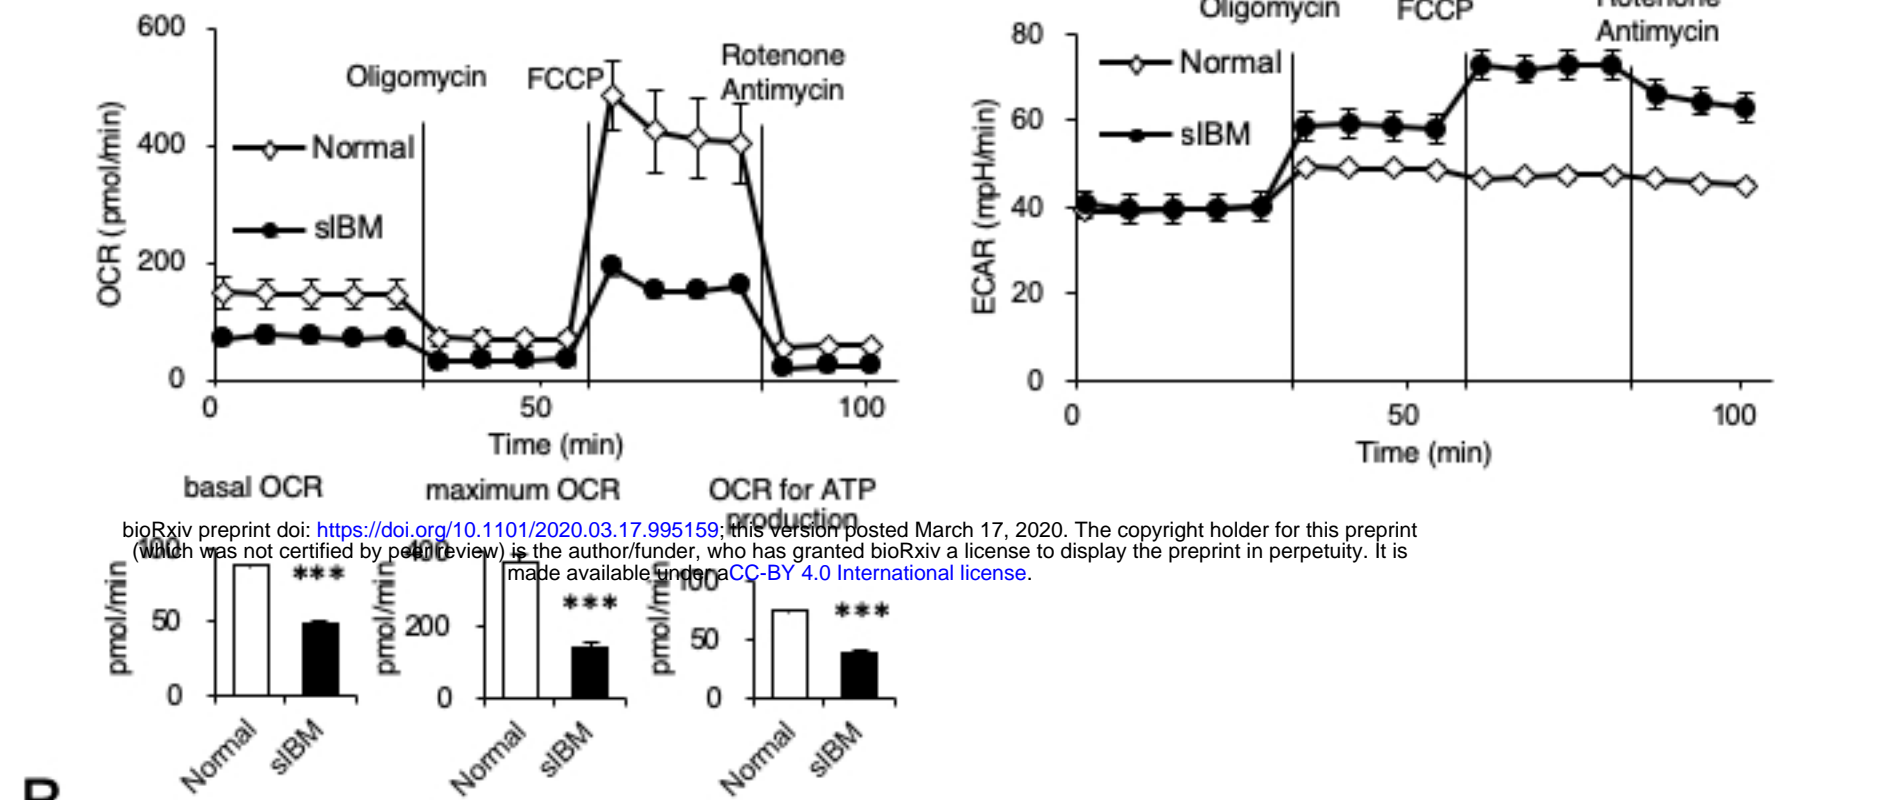 600
400
200
0
OCR (pmol/min)
Oligomycin
FCCP
Rotenone
Antimycin
Normal
sIBM
0
50
100
Time (min)
Oligomycin
FCCP
Rotenone
Antimycin
80
60
40
20
0
ECAR (mpH/min)
Normal
sIBM
0
50
100
Time (min)
basal OCR
maximum OCR
OCR for ATP
production
bioRxiv preprint doi: https://doi.org/10.1101/2020.03.17.995159; this version posted March 17, 2020. The copyright holder for this preprint
(which was not certified by peer review) is the author/funder, who has granted bioRxiv a license to display the preprint in perpetuity. It is
made available under aCC-BY 4.0 International license.
100
50
0
pmol/min
***
Normal
sIBM
400
200
0
pmol/min
***
Normal
sIBM
100
50
0
pmol/min
***
Normal
sIBM